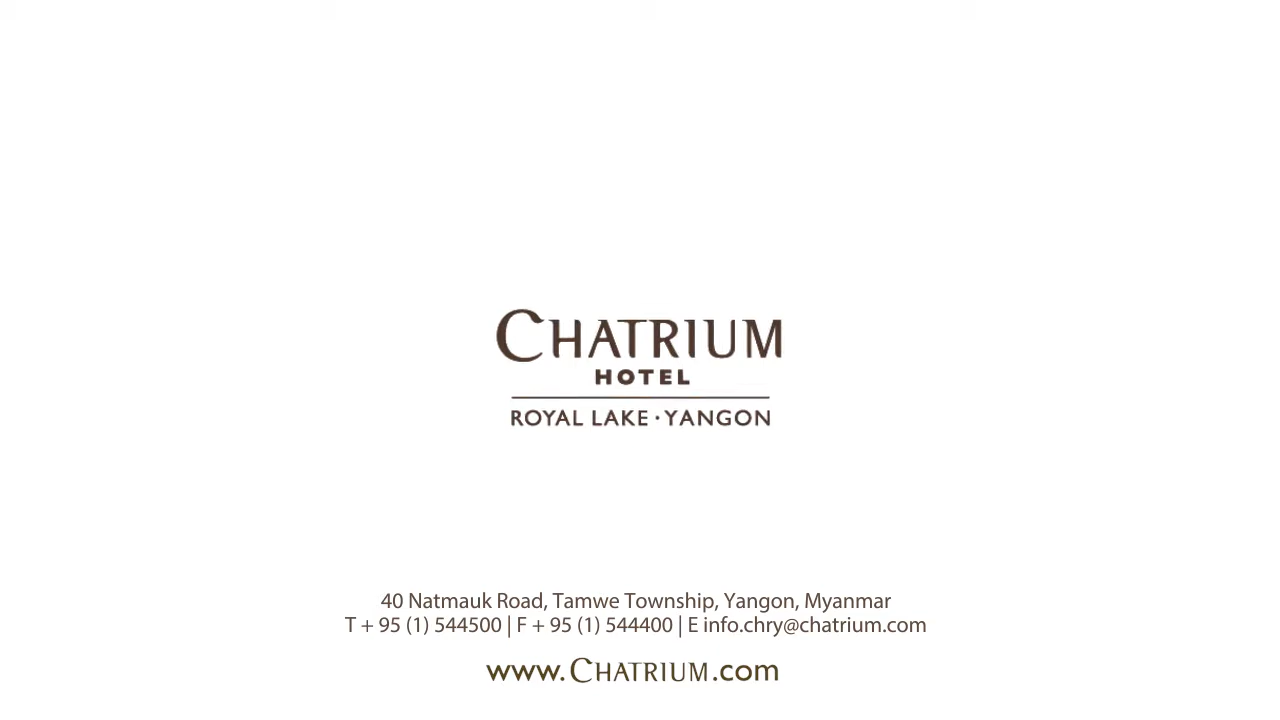 CHATRIUM
HOTEL
ROYAL LAKE · YANGON
40 Natmauk Road, Tamwe Township, Yangon, Myanmar
T + 95 (1) 544500 | F + 95 (1) 544400 | E info.chry@chatrium.com
www.CHATRIUM.com